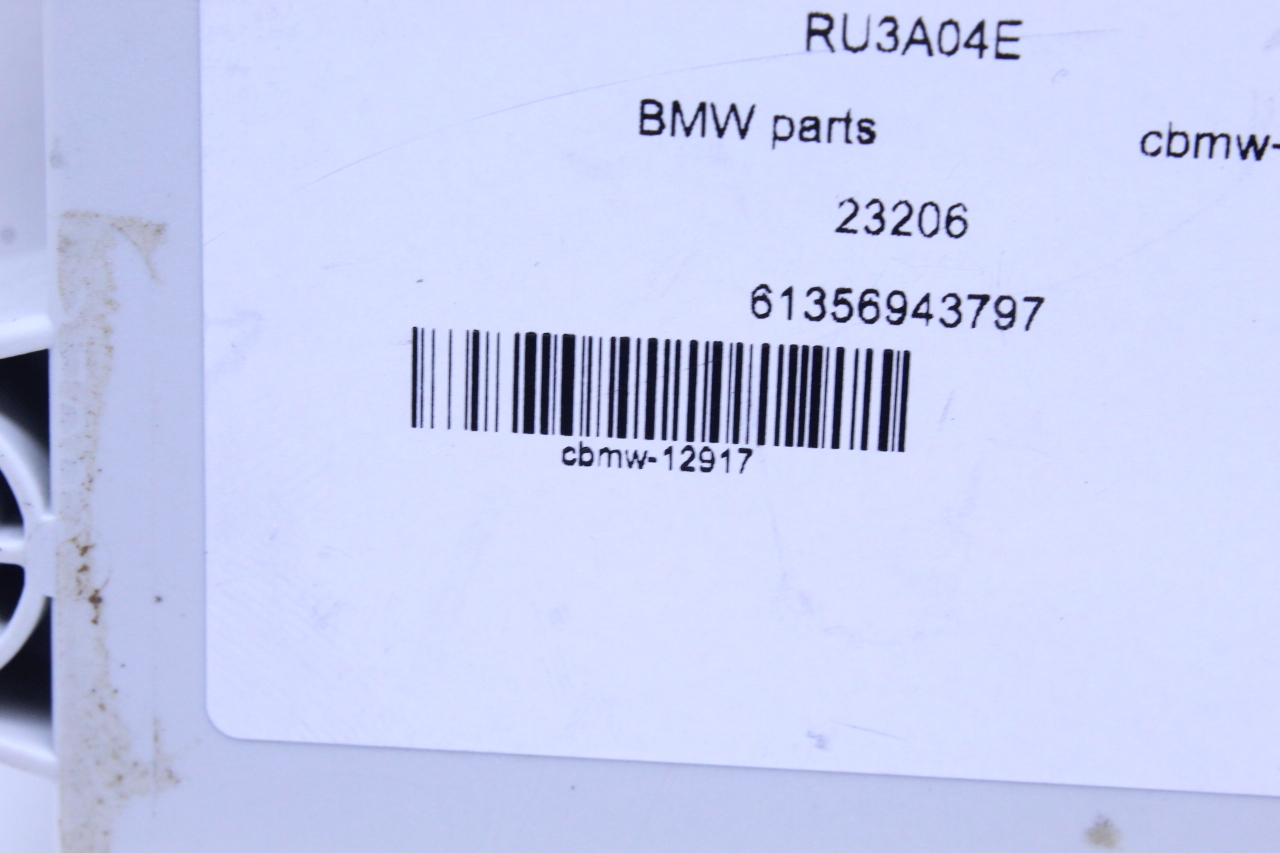 RU3A04E
BMW parts cbmw-
23206
61356943797
cbmw-12917